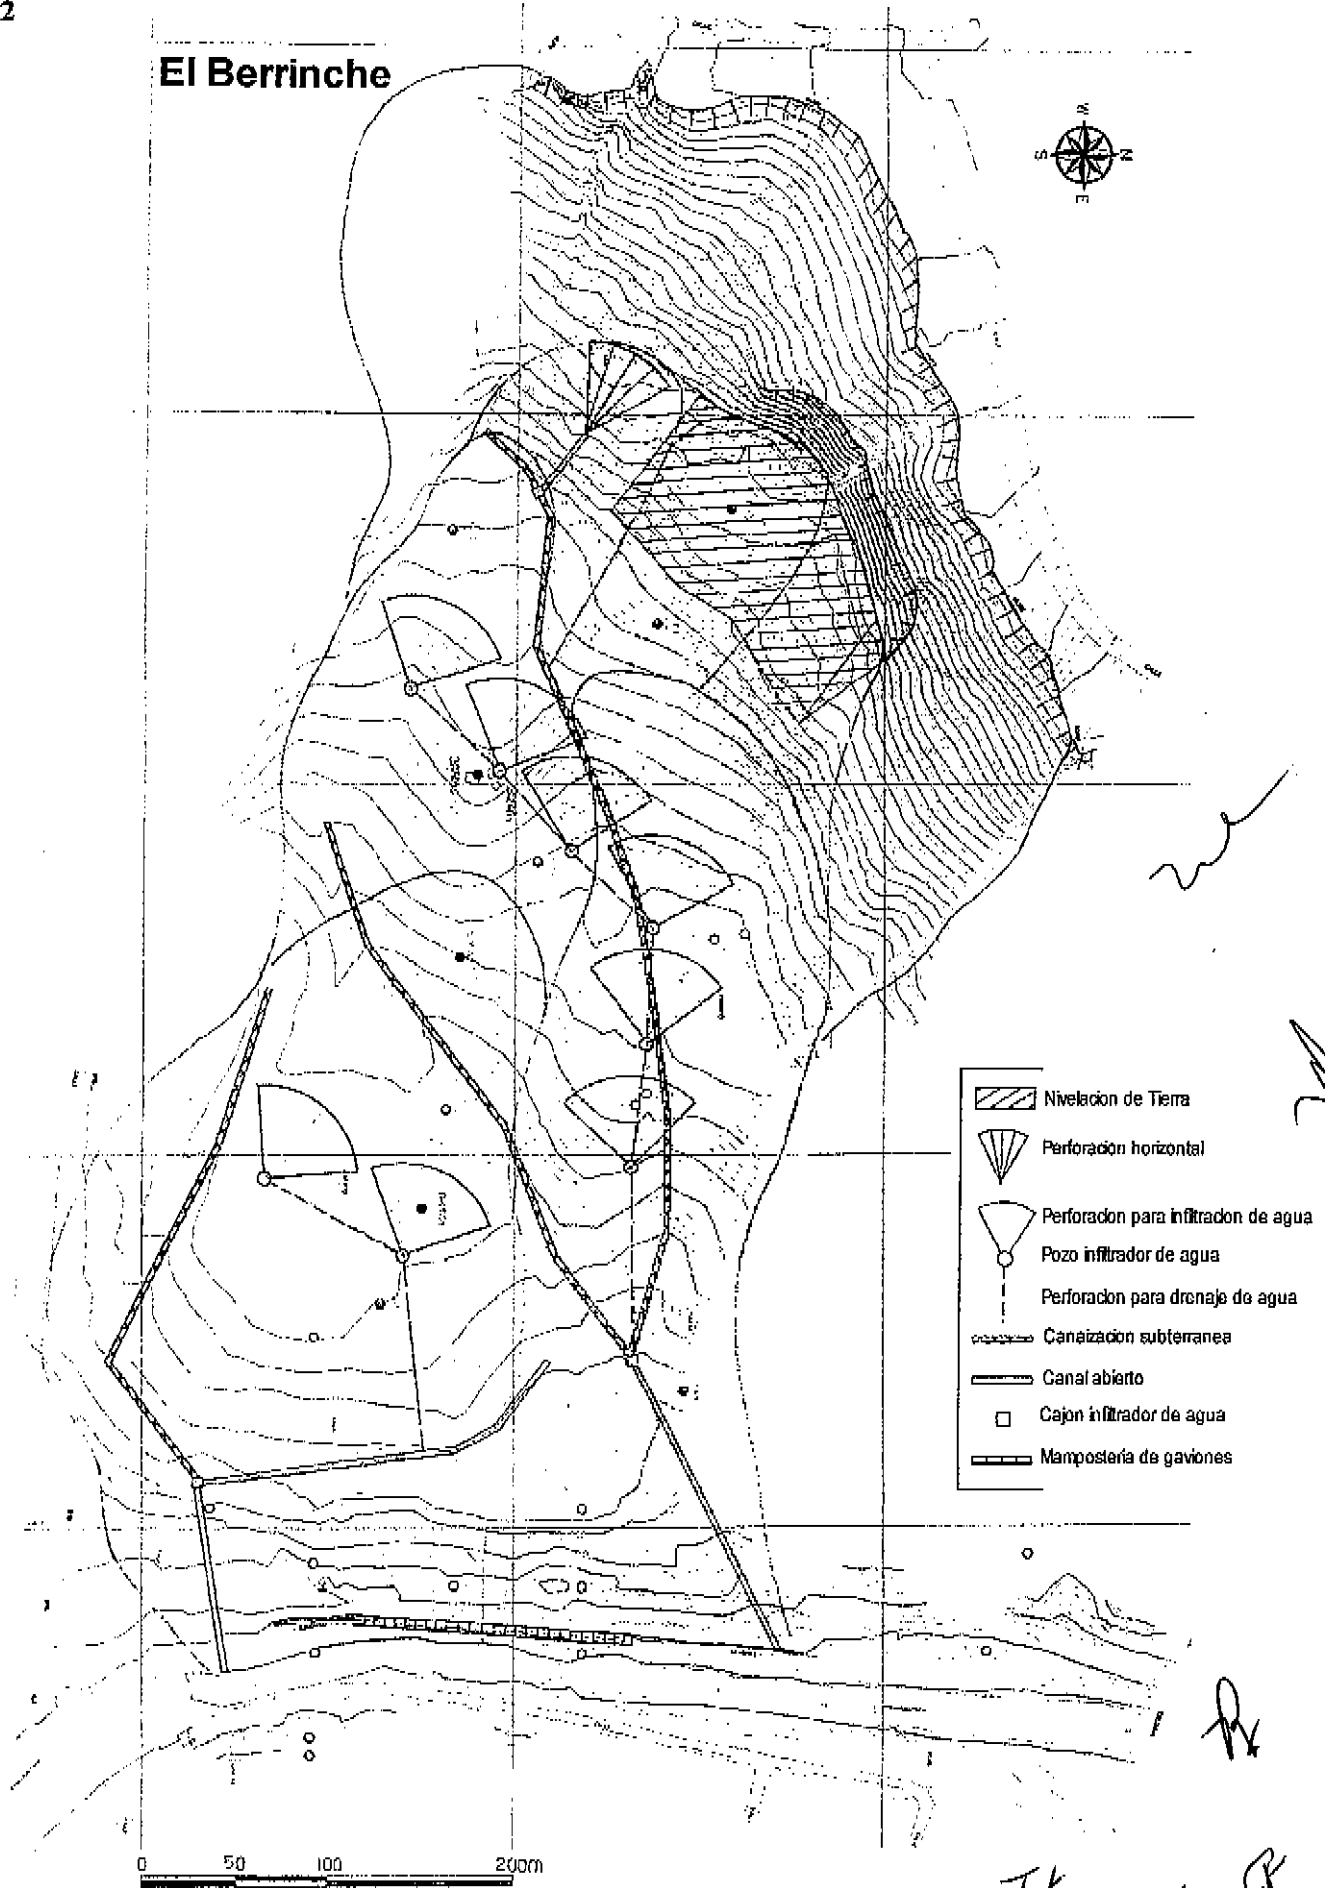 2
El Berrinche
N
S
E
Nivelacion de Tierra
Perforacion horizontal
Perforacion para infiltracion de agua
Pozo infiltrador de agua
Perforacion para drenaje de agua
Canaizacion subterranea
Canal abierto
Cajon infiltrador de agua
Mamposteria de gaviones
0 50 100 200m